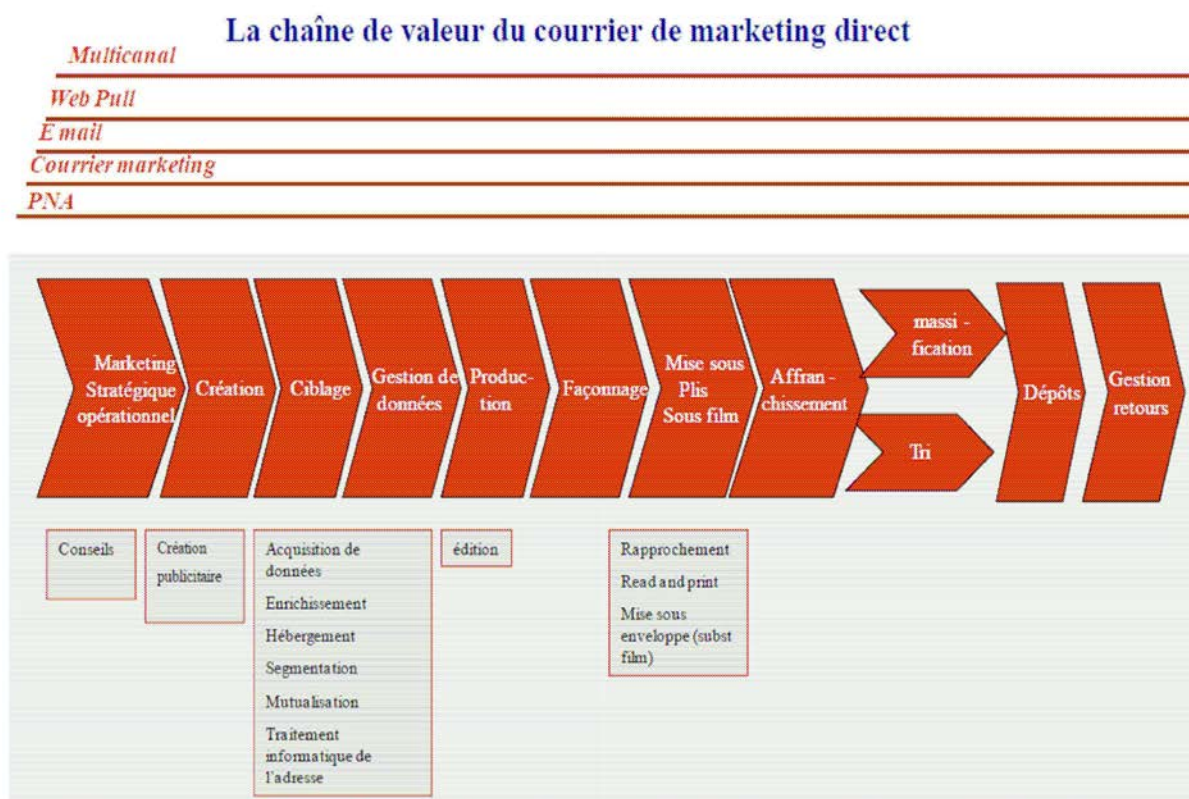 La chaîne de valeur du courrier de marketing direct
Multicanal
Web Pull
E mail
Courrier marketing
PNA
Marketing
Stratégique
opérationnel
Création
Ciblage
Gestion de
données
Produc-
tion
Façonnage
Mise sous
Plis
Sous film
Affran -
chissement
massi -
fication
Tri
Dépôts
Gestion
retours
Conseils
Création
publicitaire
Acquisition de
données
Enrichissement
Hébergement
Segmentation
Mutualisation
Traitement
informatique de
l'adresse
édition
Rapprochement
Read and print
Mise sous
enveloppe (subst
film)